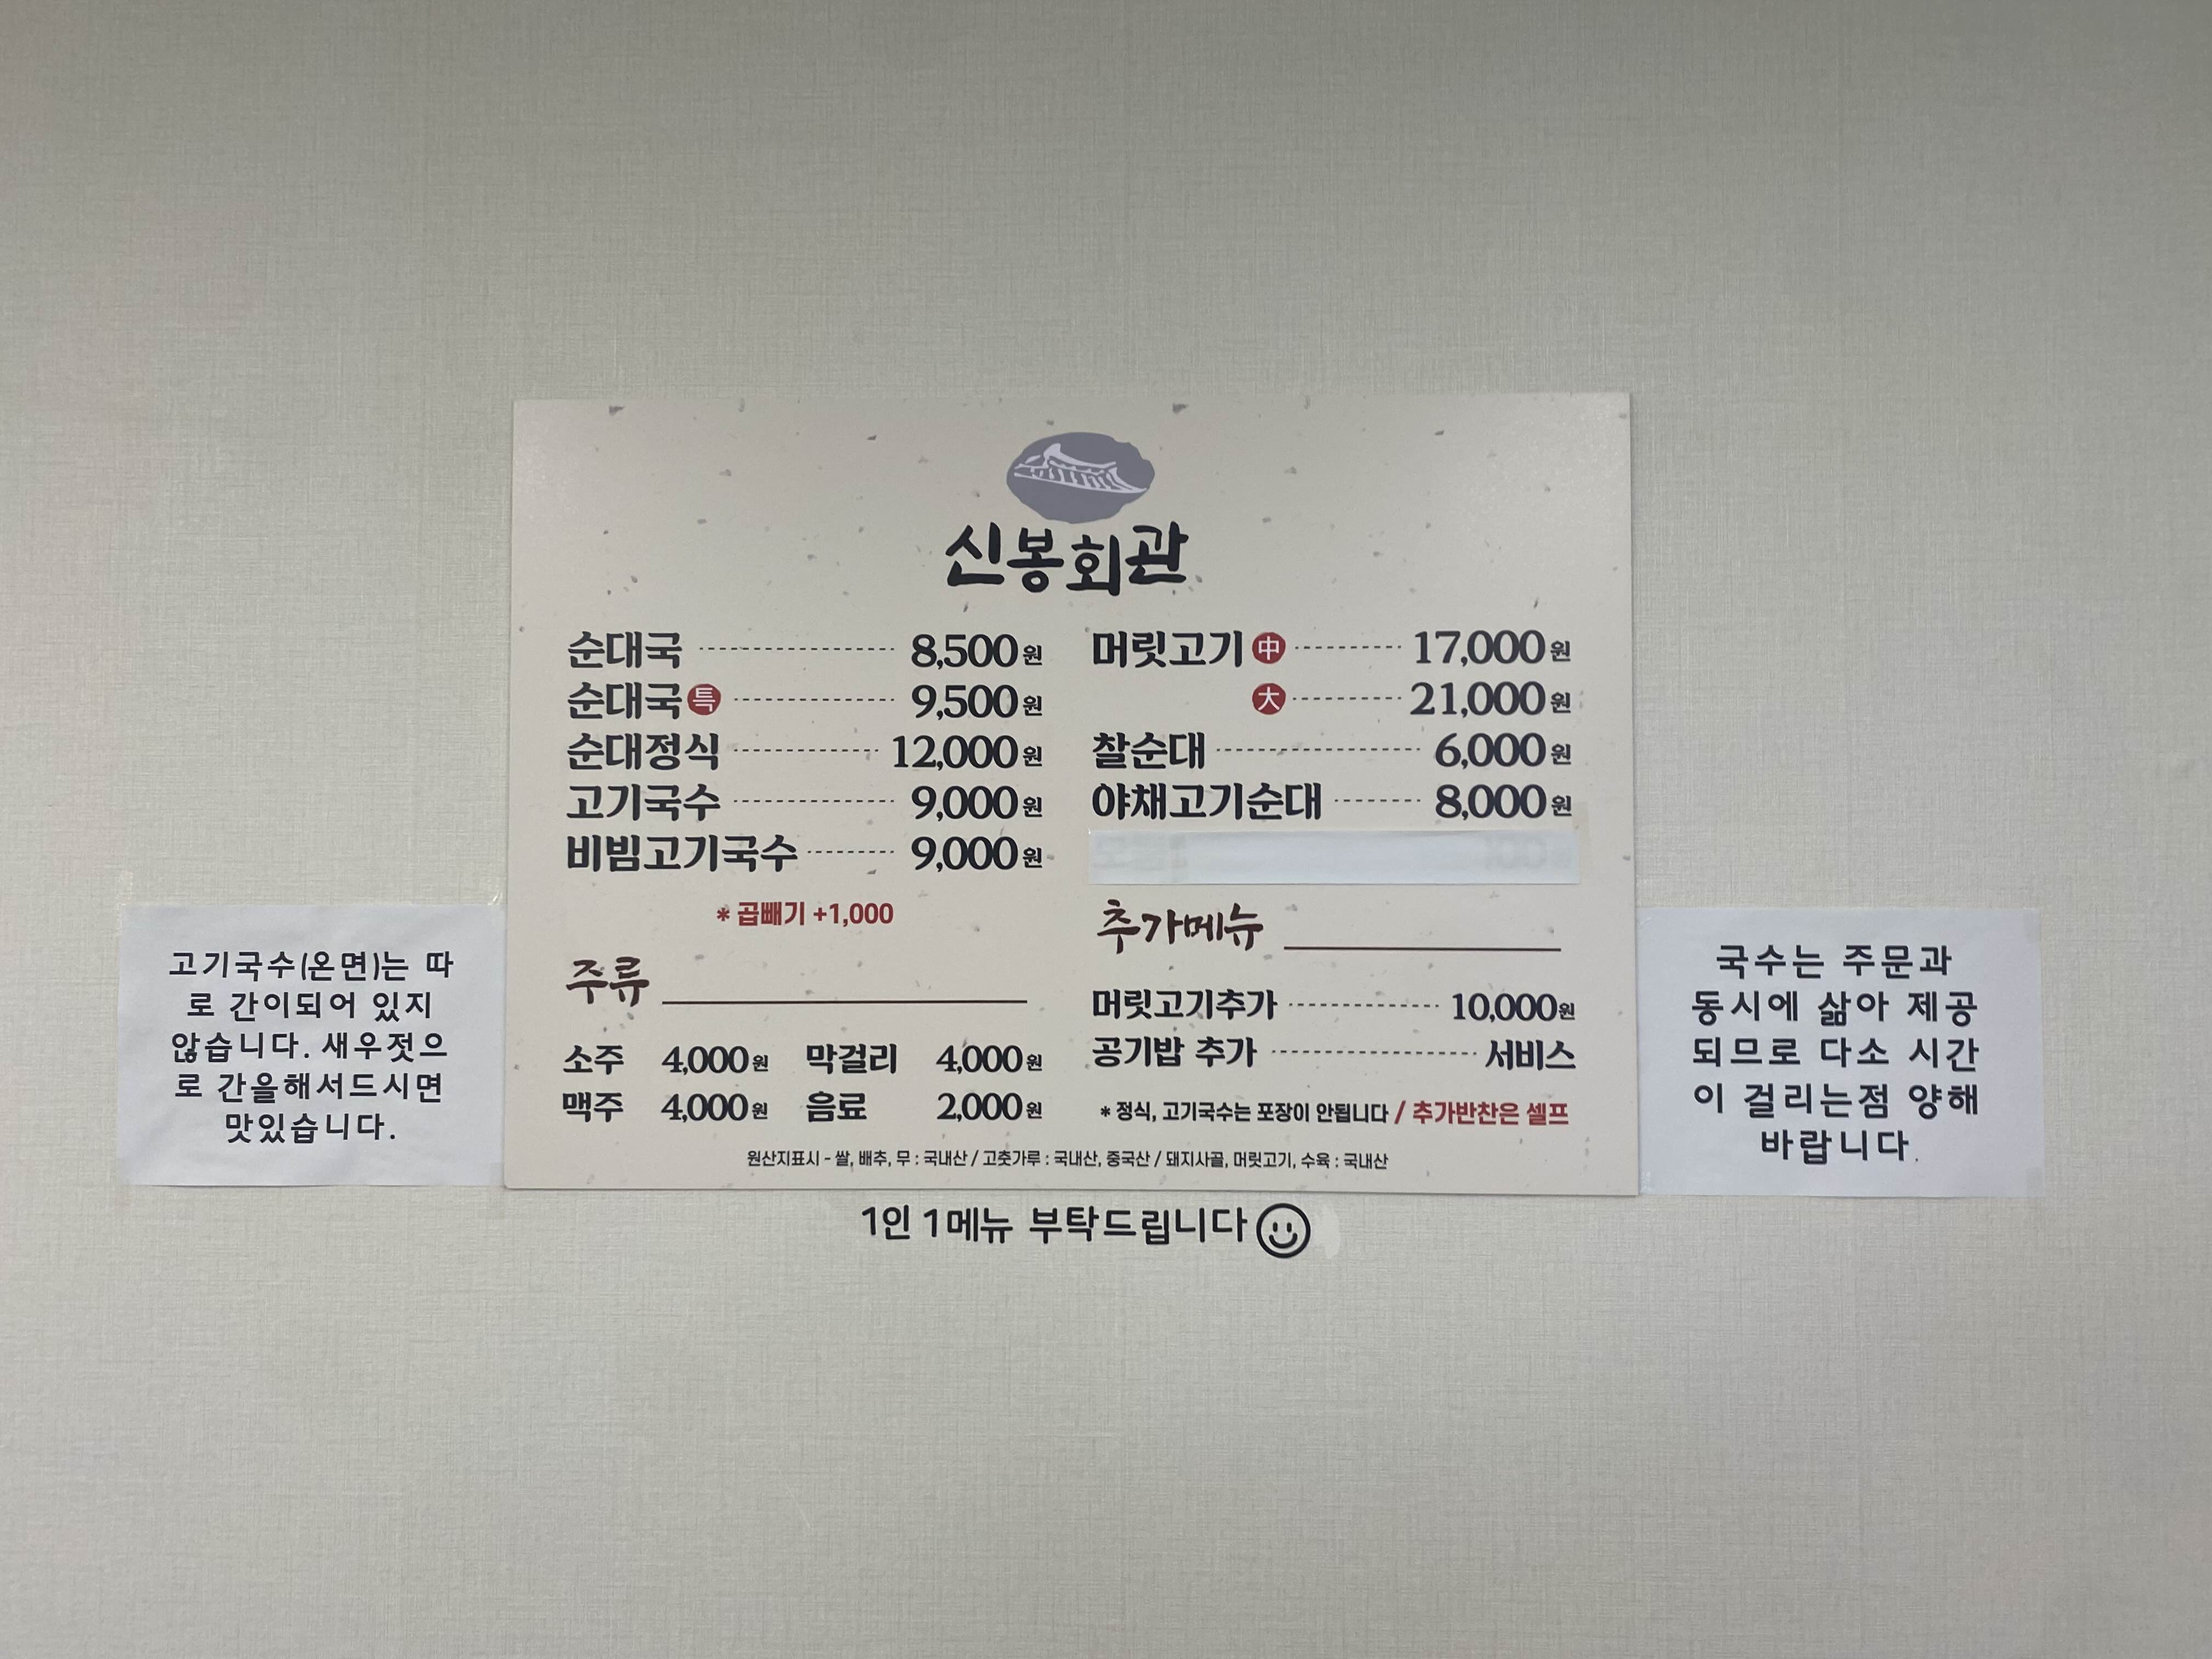 신봉회관
순대국 8,500원
순대국 특 9,500원
순대정식 12,000원
고기국수 9,000원
비빔고기국수 9,000원
* 곱빼기 +1,000
주류
소주 4,000원 막걸리 4,000원
맥주 4,000원 음료 2,000원
머릿고기 中 17,000원
大 21,000원
찰순대 6,000원
야채고기순대 8,000원
추가메뉴
머릿고기추가 10,000원
공기밥 추가 서비스
* 정식, 고기국수는 포장이 안됩니다 / 추가반찬은 셀프
원산지표시 - 쌀, 배추, 무 : 국내산 / 고춧가루 : 국내산, 중국산 / 돼지사골, 머릿고기, 수육 : 국내산
1인 1메뉴 부탁드립니다
고기국수(온면)는 따
로 간이되어 있지
않습니다. 새우젓으
로 간을해서드시면
맛있습니다.
국수는 주문과
동시에 삶아 제공
되므로 다소 시간
이 걸리는점 양해
바랍니다.